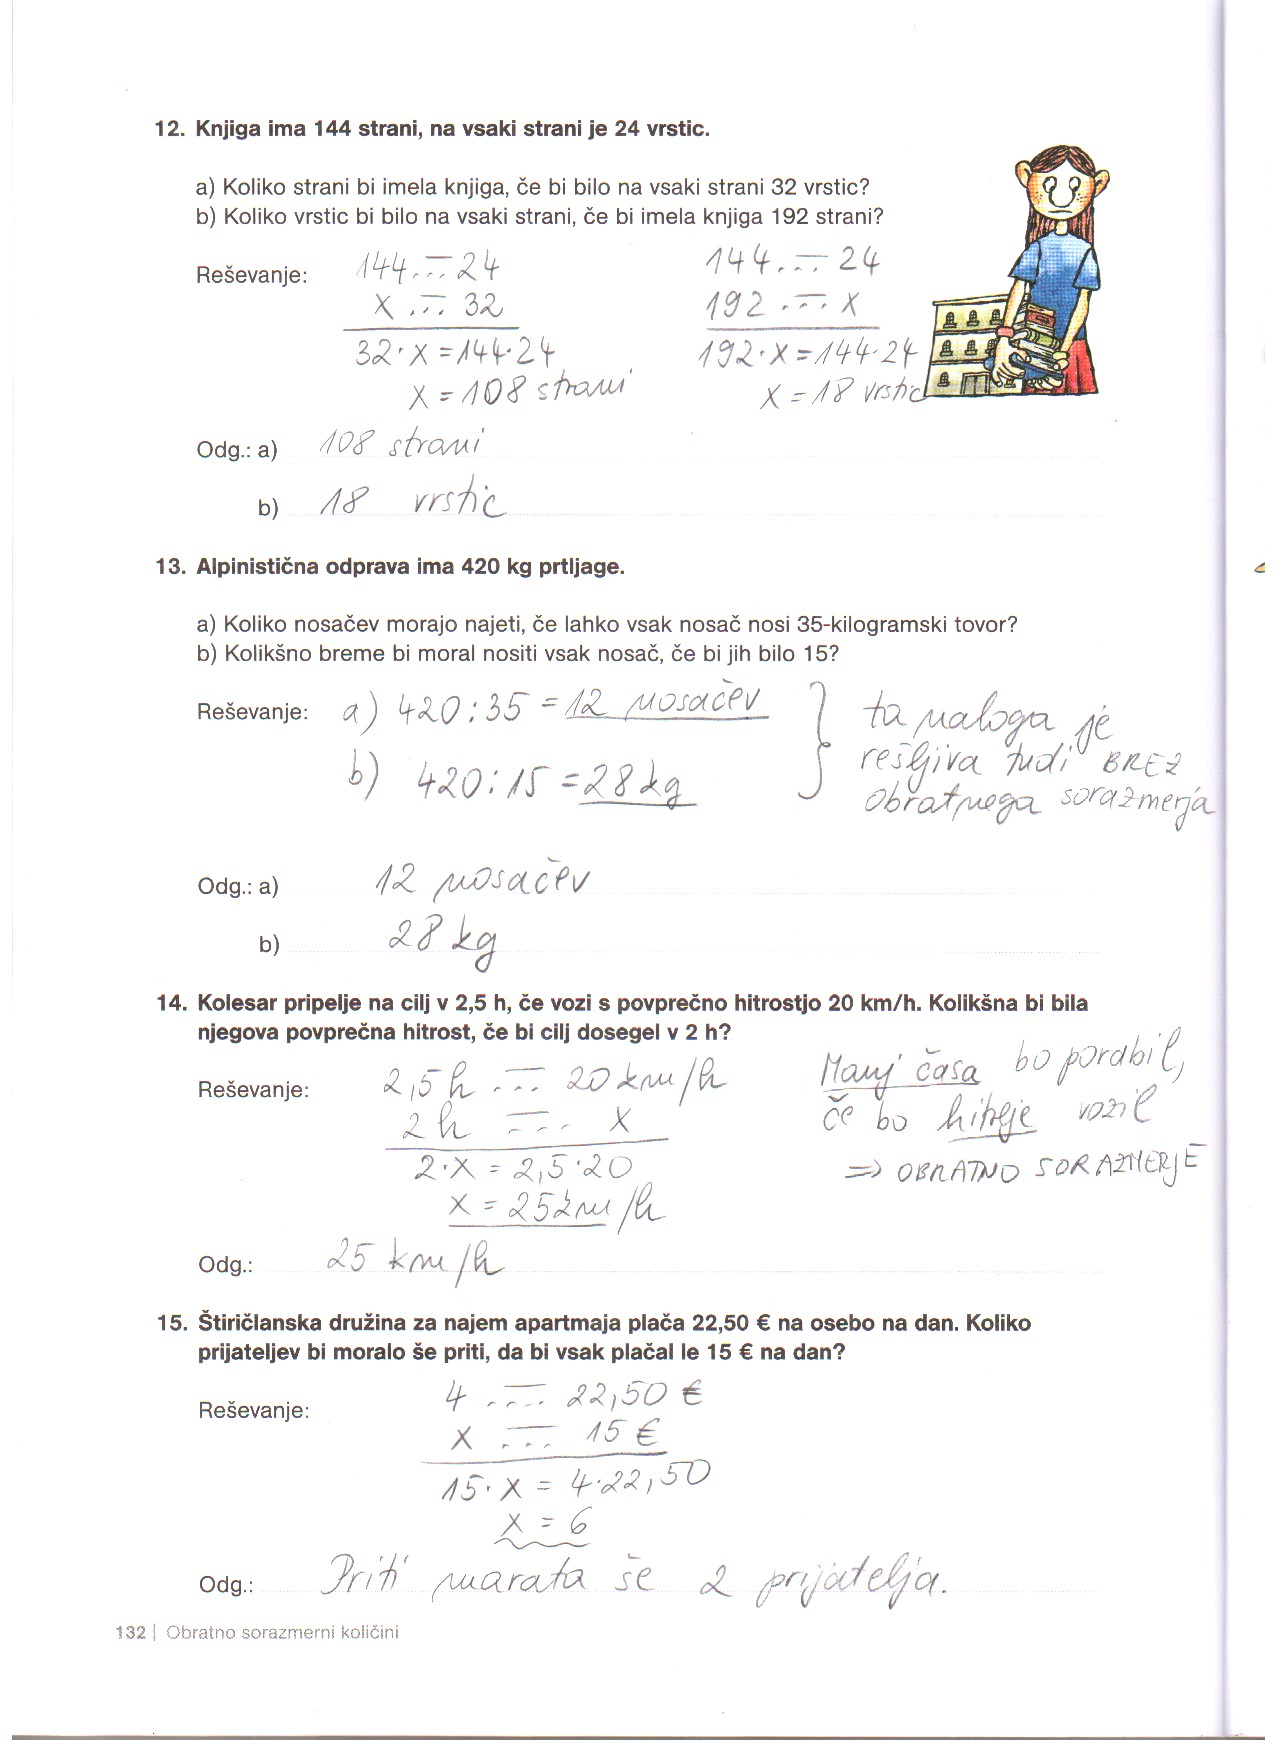 12. Knjiga ima 144 strani, na vsaki strani je 24 vrstic.
a) Koliko strani bi imela knjiga, če bi bilo na vsaki strani 32 vrstic?
b) Koliko vrstic bi bilo na vsaki strani, če bi imela knjiga 192 strani?
Reševanje: 144 ... 24 144 ... 24
x ... 32 192 ... x
32·x=144·24 192·x=144·24
x=108 strani x=18 vrstic
Odg.: a) 108 strani
b) 18 vrstic
13. Alpinistična odprava ima 420 kg prtljage.
a) Koliko nosačev morajo najeti, če lahko vsak nosač nosi 35-kilogramski tovor?
b) Kolikšno breme bi moral nositi vsak nosač, če bi jih bilo 15?
Reševanje: a) 420:35=12 nosačev } ta naloga je
rešljiva tudi BREZ
b) 420:15=28kg obratnega sorazmerja
Odg.: a) 12 nosačev
b) 28 kg
14. Kolesar pripelje na cilj v 2,5 h, če vozi s povprečno hitrostjo 20 km/h. Kolikšna bi bila
njegova povprečna hitrost, če bi cilj dosegel v 2 h?
Reševanje: 2,5h ... 20 km/h Manj časa bo porabil,
2h ... x če bo hitreje vozil
2·x=2,5·20 => OBRATNO SORAZMERJE
x=25km/h
Odg.: 25 km/h
15. Štiričlanska družina za najem apartmaja plača 22,50 € na osebo na dan. Koliko
prijateljev bi moralo še priti, da bi vsak plačal le 15 € na dan?
Reševanje: 4 ... 22,50 €
x ... 15 €
15·x = 4·22,50
x = 6
Odg.: Priti morata še 2 prijatelja.
132 | Obratno sorazmerni količini